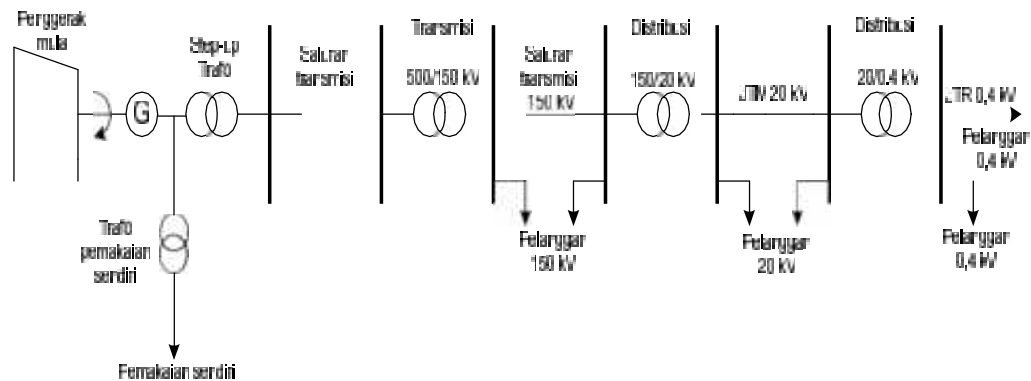 Penggerak
mula
Step-up
Trafo
G
Saluran
transmisi
Transmisi
500/150 kV
Saluran
transmisi
150 kV
Distribusi
150/20 kV
JTM 20 kV
Distribusi
20/0.4 kV
JTR 0,4 kV
Pelanggan
0,4 kV
Trafo
pemakaian
sendiri
Pelanggan
150 kV
Pelanggan
20 kV
Pelanggan
0,4 kV
Pemakaian sendiri